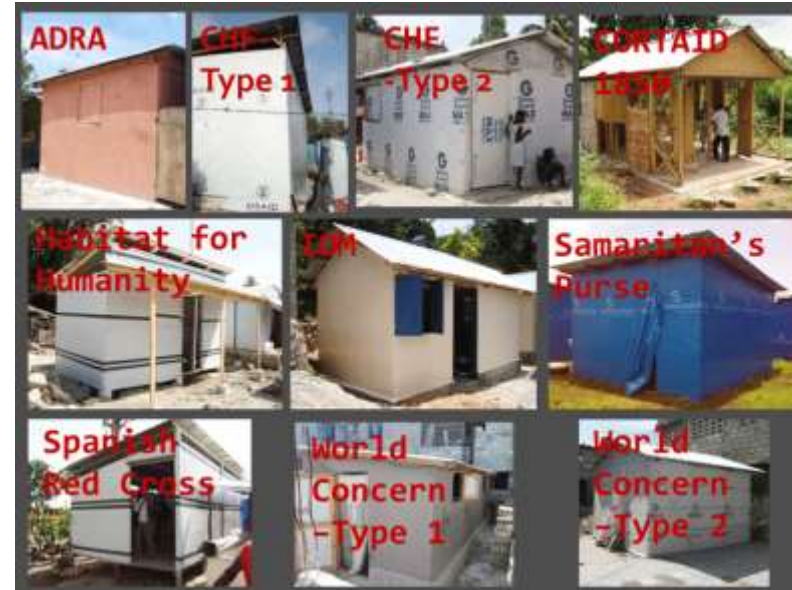 ADRA
CHF
Type 1
CHF
-Type 2
CORTAID
1850
Habitat for
Humanity
IOM
Samaritan's
Purse
Spanish
Red Cross
World
Concern
-Type 1
World
Concern
-Type 2